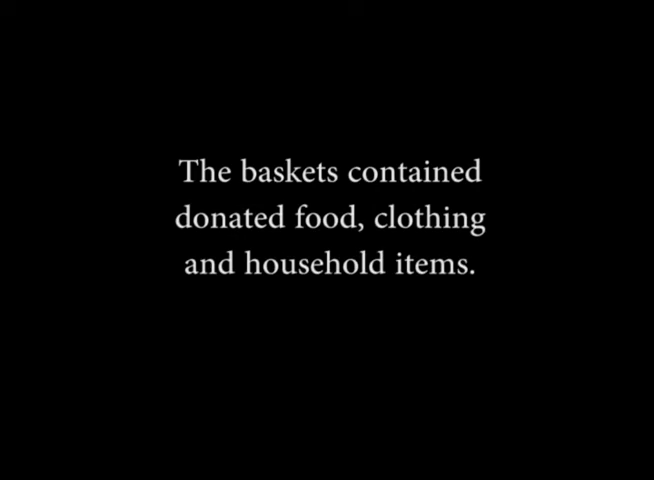 The baskets contained
donated food, clothing
and household items.